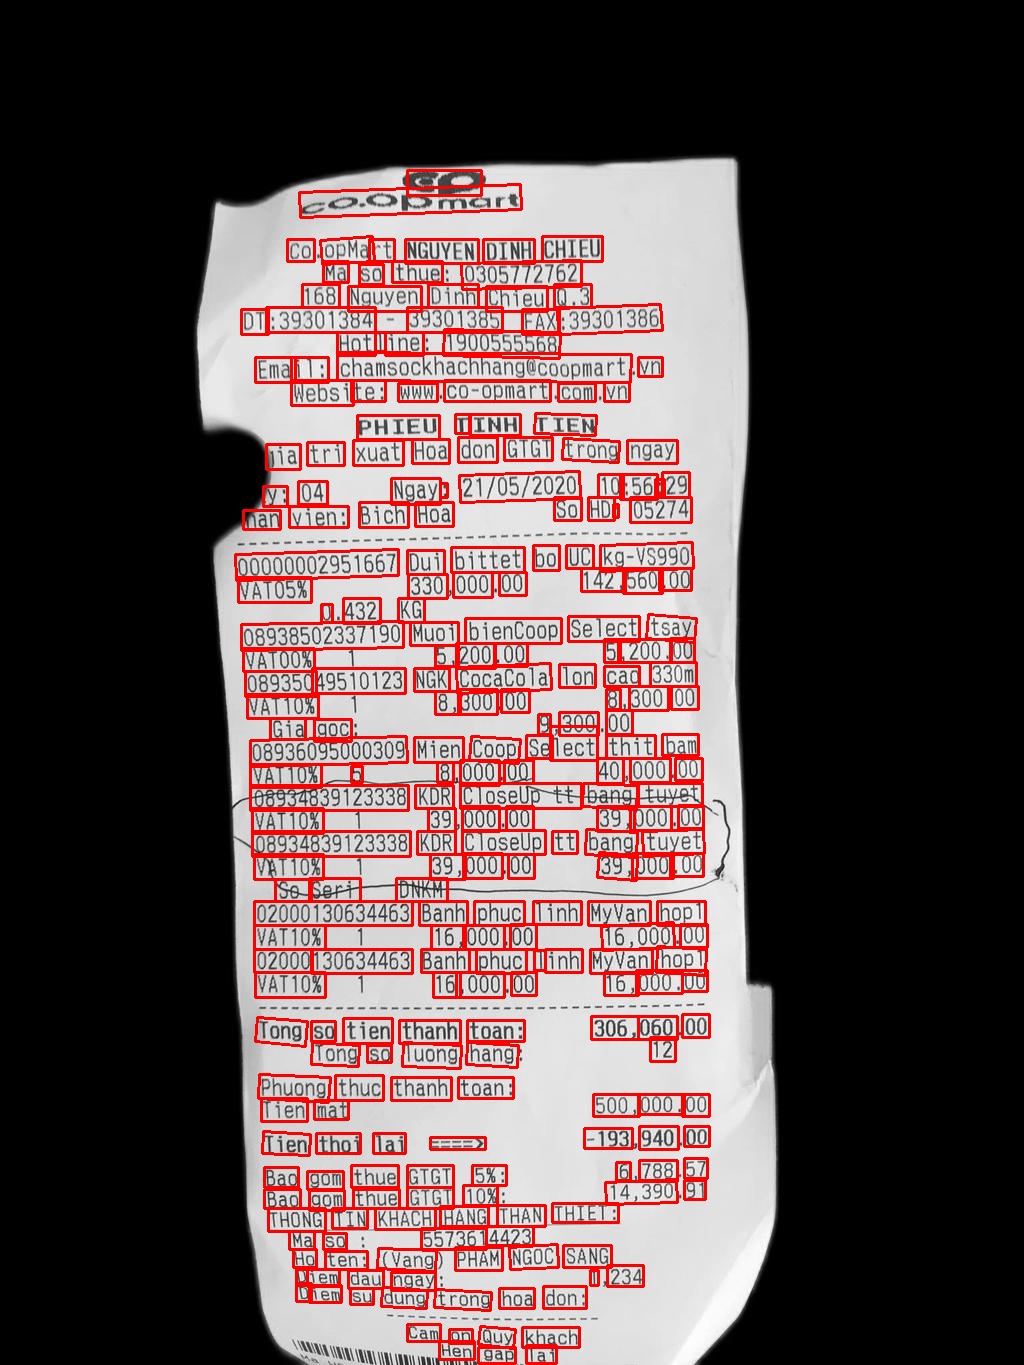 co.opmart
Co.opMart NGUYEN DINH CHIEU
Ma so thue: 0305772762
168 Nguyen Dinh Chieu Q.3
DT:39301384 - 39301385 FAX:39301386
Hotline: 1900555568
Email: chamsockhachhang@coopmart.vn
Website: www.co-opmart.com.vn
PHIEU TINH TIEN
gia tri xuat Hoa don GTGT trong ngay
y: 04 Ngay: 21/05/2020 10:56:29
han vien: Bich Hoa So HD: 05274
00000002951667 Dui bittet bo UC kg-VS990
VAT05% 330,000.00 142,560.00
0.432 KG
08938502337190 Muoi bienCoop Select tsay
VAT00% 1 5,200.00 5,200.00
08935049510123 NGK CocaCola lon cao 330m
VAT10% 1 8,300.00 8,300.00
Gia goc: 9,300.00
08936095000309 Mien Coop Select thit bam
VAT10% 5 8,000.00 40,000.00
08934839123338 KDR CloseUp tt bang tuyet
VAT10% 1 39,000.00 39,000.00
08934839123338 KDR CloseUp tt bang tuyet
VAT10% 1 39,000.00 39,000.00
So Seri DNKM
02000130634463 Banh phuc linh MyVan hop1
VAT10% 1 16,000.00 16,000.00
02000130634463 Banh phuc linh MyVan hop1
VAT10% 1 16,000.00 16,000.00
Tong so tien thanh toan: 306,060.00
Tong so luong hang: 12
Phuong thuc thanh toan:
Tien mat 500,000.00
Tien thoi lai ====> -193,940.00
Bao gom thue GTGT 5%: 6,788.57
Bao gom thue GTGT 10%: 14,390.91
THONG TIN KHACH HANG THAN THIET:
Ma so : 5573614423
Ho ten: (Vang) PHAM NGOC SANG
Diem dau ngay: 1,234
Diem su dung trong hoa don:
Cam on Quy khach
Hen gap lai